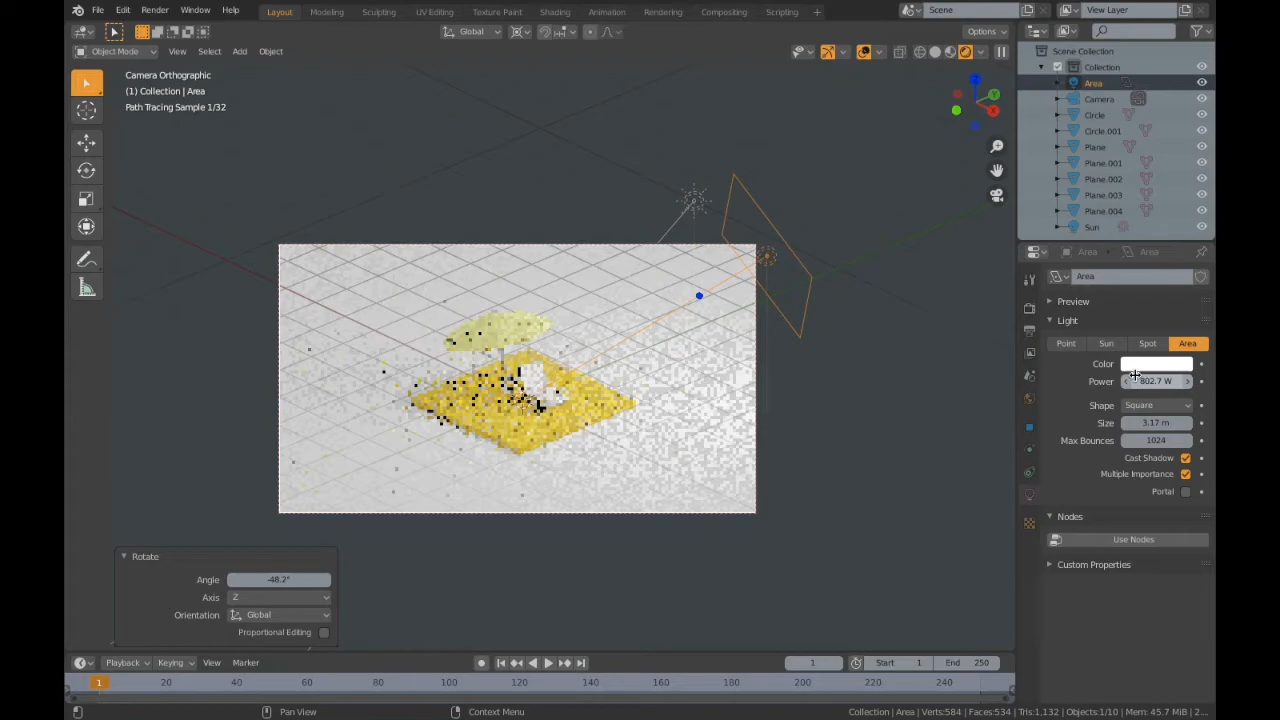 File Edit Render Window Help Layout Modeling Sculpting UV Editing Texture Paint Shading Animation Rendering Compositing Scripting + Scene View Layer
Global Options
Object Mode View Select Add Object
Camera Orthographic
(1) Collection | Area
Path Tracing Sample 1/32
Scene Collection
Collection
Area
Camera
Circle
Circle.001
Plane
Plane.001
Plane.002
Plane.003
Plane.004
Sun
Area Area
Area
Preview
Light
Point Sun Spot Area
Color
Power 802.7 W
Shape Square
Size 3.17 m
Max Bounces 1024
Cast Shadow
Multiple Importance
Portal
Nodes
Use Nodes
Custom Properties
Rotate
Angle -48.2°
Axis Z
Orientation Global
Proportional Editing
Playback Keying View Marker 1 Start 1 End 250
1 20 40 60 80 100 120 140 160 180 200 220 240
Pan View Context Menu Collection | Area | Verts:584 | Faces:534 | Tris:1,132 | Objects:1/10 | Mem: 45.7 MiB | 2...